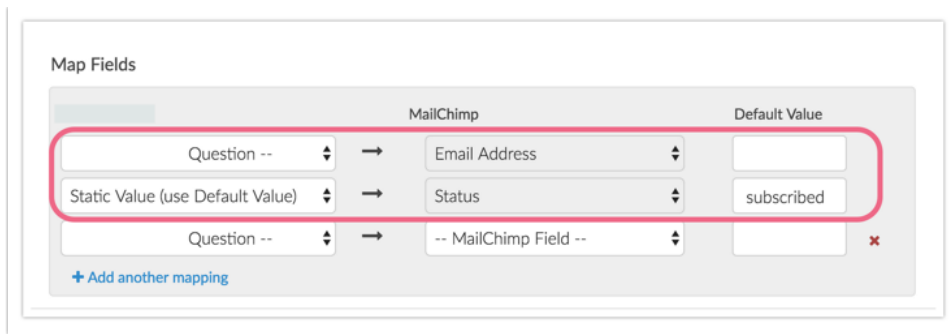 Map Fields
MailChimp Default Value
Question -- Email Address
Static Value (use Default Value) Status subscribed
Question -- -- MailChimp Field --
+ Add another mapping